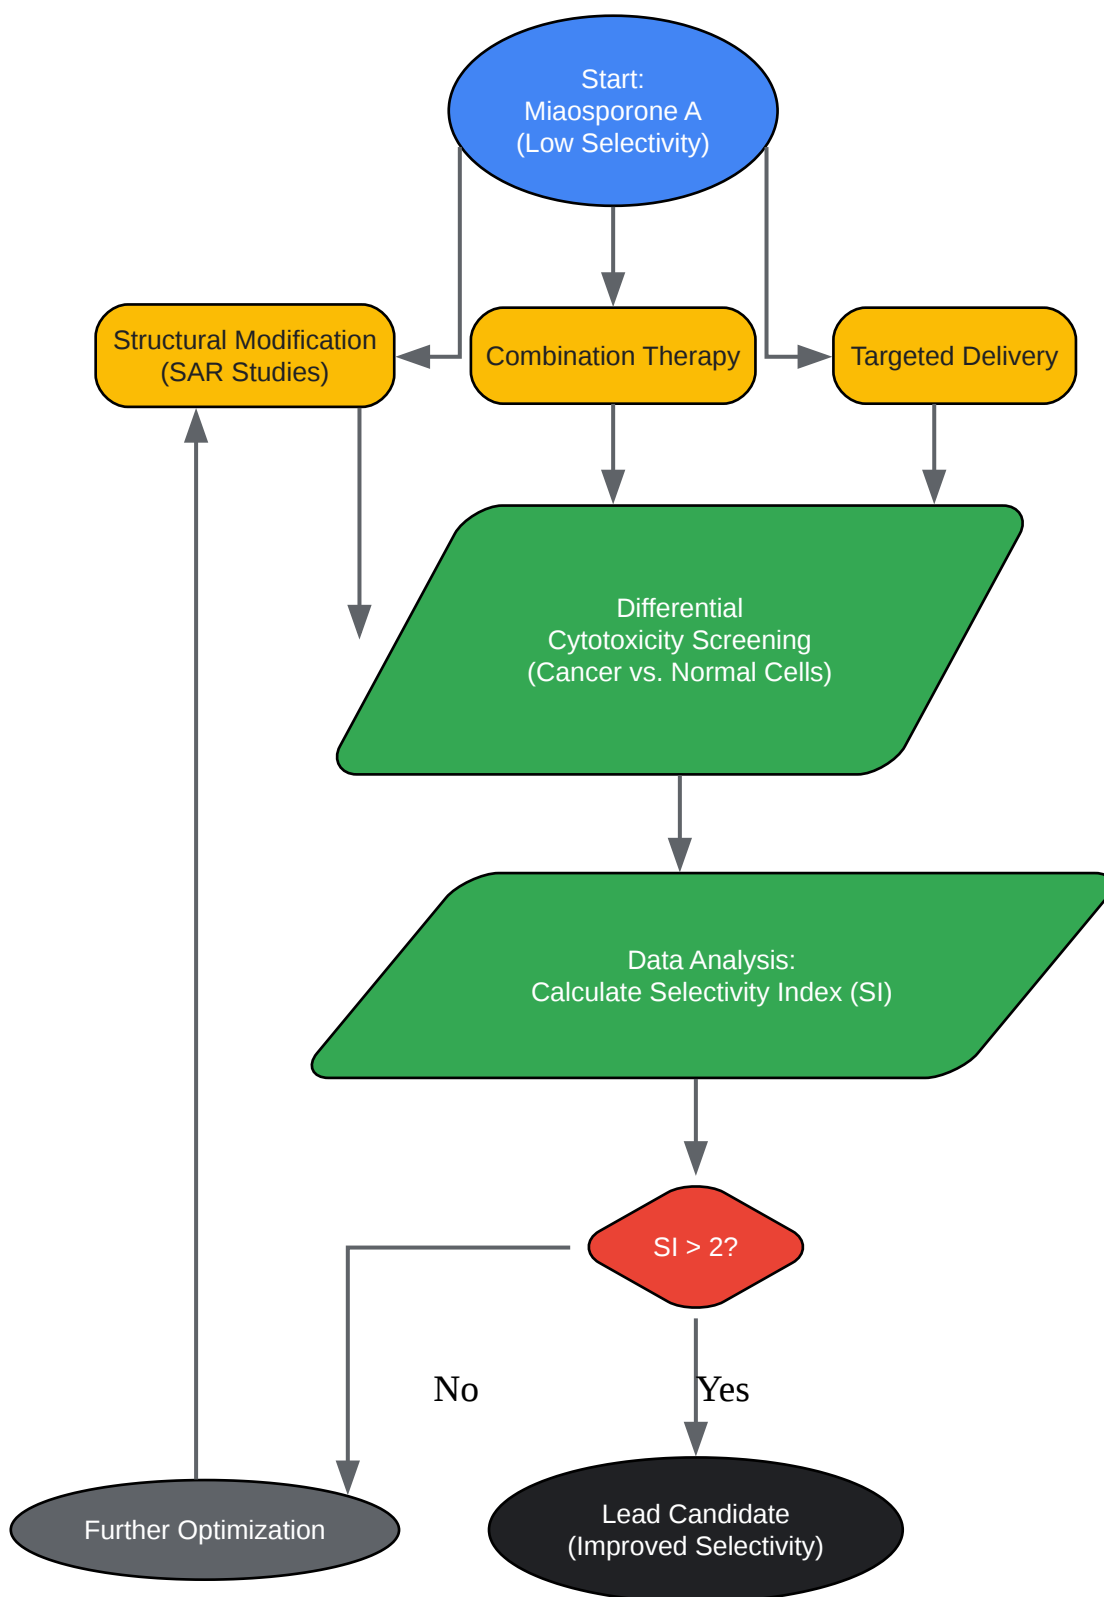 Start:
Miaosporone A
(Low Selectivity)
Structural Modification
(SAR Studies)
Combination Therapy
Targeted Delivery
Differential
Cytotoxicity Screening
(Cancer vs. Normal Cells)
Data Analysis:
Calculate Selectivity Index (SI)
SI > 2?
No
Yes
Further Optimization
Lead Candidate
(Improved Selectivity)